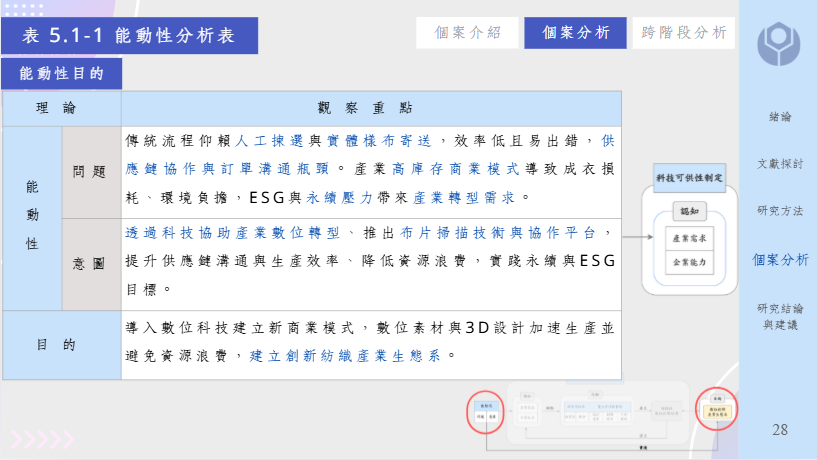 表 5.1-1 能動性分析表
個案介紹
個案分析
跨階段分析
能動性目的
理 論
觀 察 重 點
能動性
問題
傳統流程仰賴人工揀選與實體樣布寄送，效率低且易出錯，供
應鏈協作與訂單溝通瓶頸。產業高庫存商業模式導致成衣損
耗、環境負擔，ESG與永續壓力帶來產業轉型需求。
意圖
透過科技協助產業數位轉型、推出布片掃描技術與協作平台，
提升供應鏈溝通與生產效率、降低資源浪費，實踐永續與ESG
目標。
目 的
導入數位科技建立新商業模式，數位素材與3D設計加速生產並
避免資源浪費，建立創新紡織產業生態系。
科技可供性制定
認知
產業需求
企業能力
緒論
文獻探討
研究方法
個案分析
研究結論
與建議
28